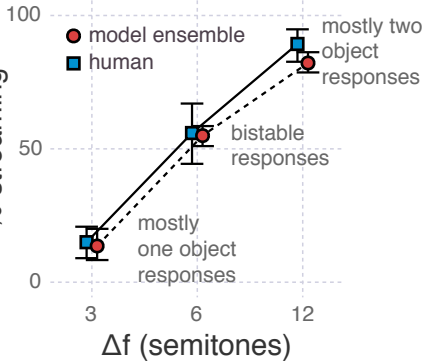 100
mostly two
object
responses
model ensemble
human
50
bistable
responses
mostly
one object
responses
0
3
6
12
Δf (semitones)